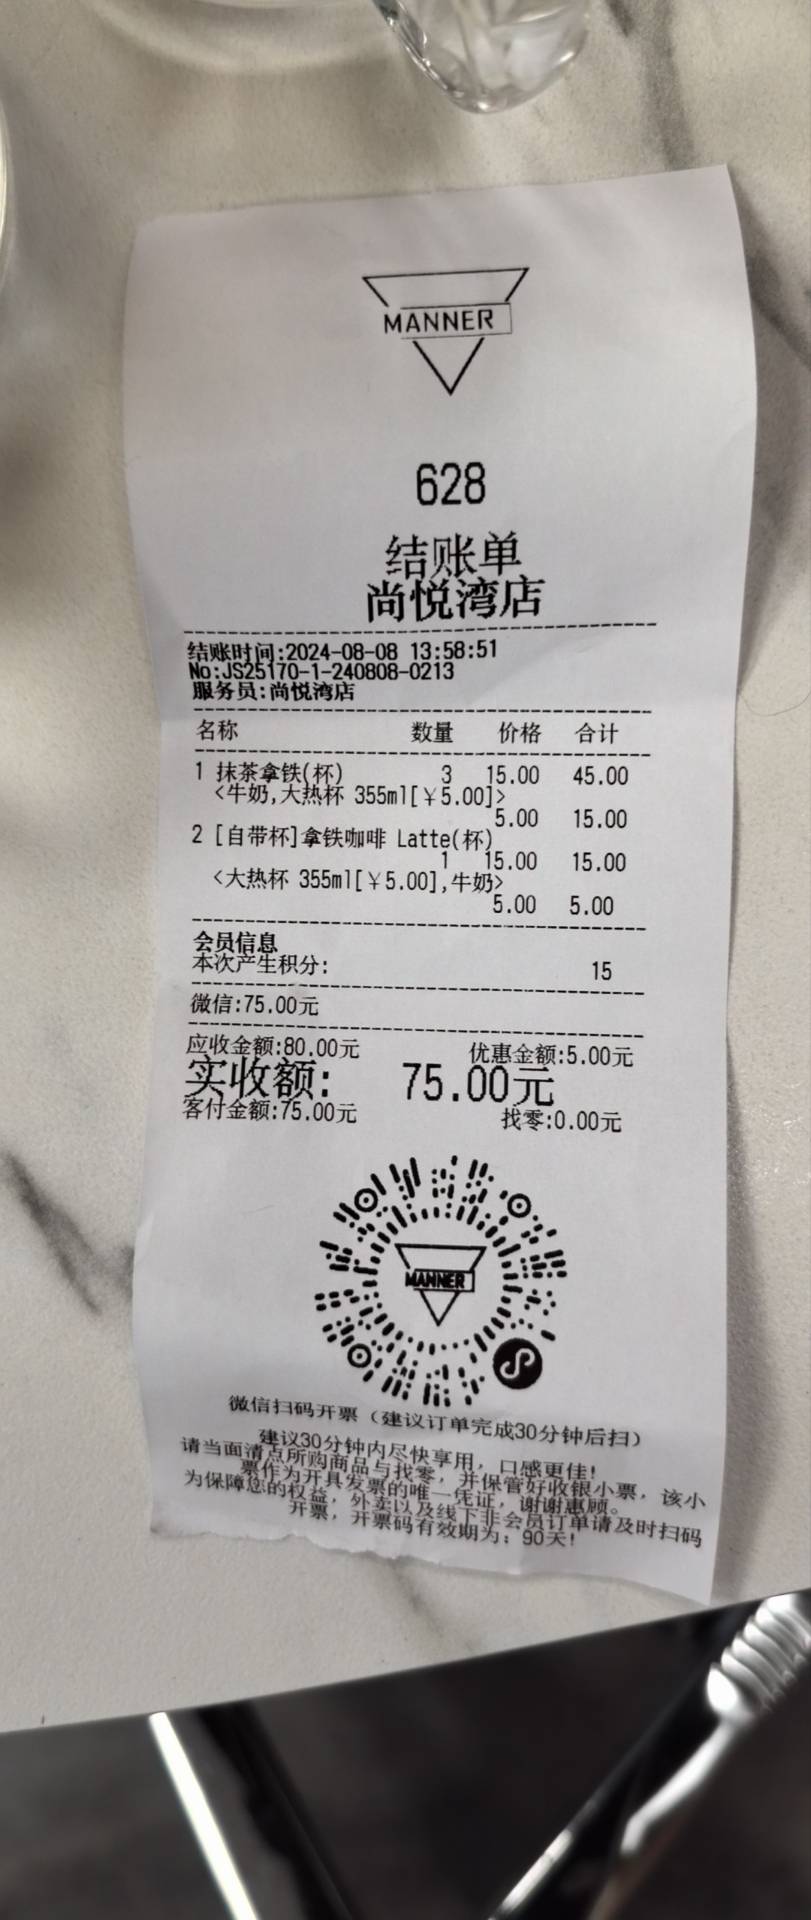 MANNER
628
结账单
尚悦湾店
结账时间:2024-08-08 13:58:51
No:JS25170-1-240808-0213
服务员:尚悦湾店
名称 数量 价格 合计
1 抹茶拿铁(杯) 3 15.00 45.00
<牛奶,大热杯 355ml[￥5.00]>
5.00 15.00
2 [自带杯]拿铁咖啡 Latte(杯)
1 15.00 15.00
<大热杯 355ml[￥5.00],牛奶>
5.00 5.00
会员信息
本次产生积分: 15
微信:75.00元
应收金额:80.00元 优惠金额:5.00元
实收额: 75.00元
客付金额:75.00元 找零:0.00元
MANNER
微信扫码开票（建议订单完成30分钟后扫）
建议30分钟内尽快享用，口感更佳!
请当面清点所购商品与找零，并保管好收银小票，该小
票作为开具发票的唯一凭证，谢谢惠顾。
为保障您的权益，外卖以及线下非会员订单请及时扫码
开票，开票码有效期为：90天!